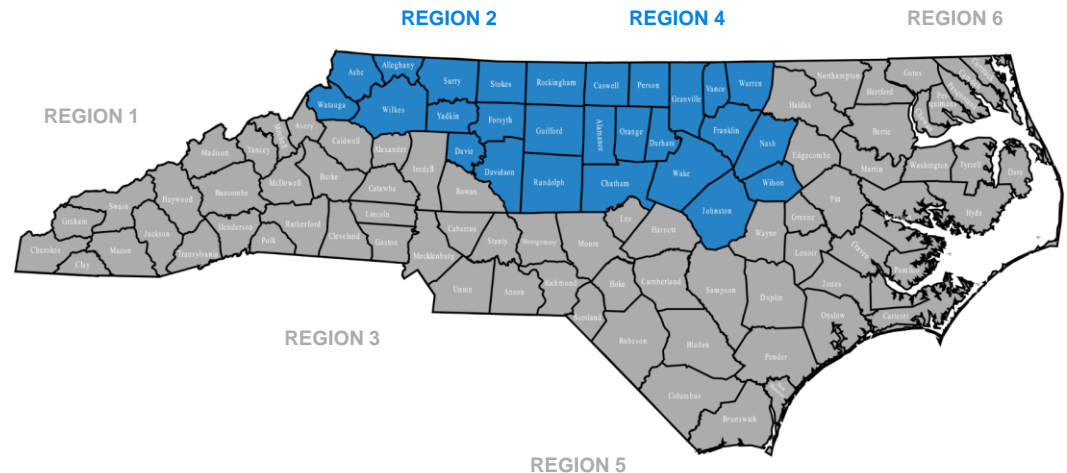 REGION 2
REGION 4
REGION 6
REGION 1
REGION 3
REGION 5
Ashe
Alleghany
Surry
Stokes
Rockingham
Caswell
Person
Granville
Vance
Warren
Northampton
Gates
Hertford
Halifax
Bertie
Watauga
Wilkes
Yadkin
Forsyth
Guilford
Alamance
Orange
Durham
Franklin
Nash
Edgecombe
Martin
Washington
Tyrrell
Dare
Avery
Caldwell
Alexander
Iredell
Davie
Davidson
Randolph
Chatham
Wake
Wilson
Johnston
Pitt
Hyde
Madison
Yancey
McDowell
Burke
Catawba
Rowan
Lee
Harnett
Wayne
Greene
Lenoir
Craven
Pamlico
Swain
Haywood
Buncombe
Rutherford
Lincoln
Cabarrus
Stanly
Montgomery
Moore
Graham
Jackson
Henderson
Polk
Cleveland
Gaston
Mecklenburg
Cherokee
Macon
Clay
Transylvania
Union
Anson
Richmond
Scotland
Hoke
Cumberland
Sampson
Duplin
Jones
Onslow
Carteret
Robeson
Bladen
Pender
Columbus
Brunswick